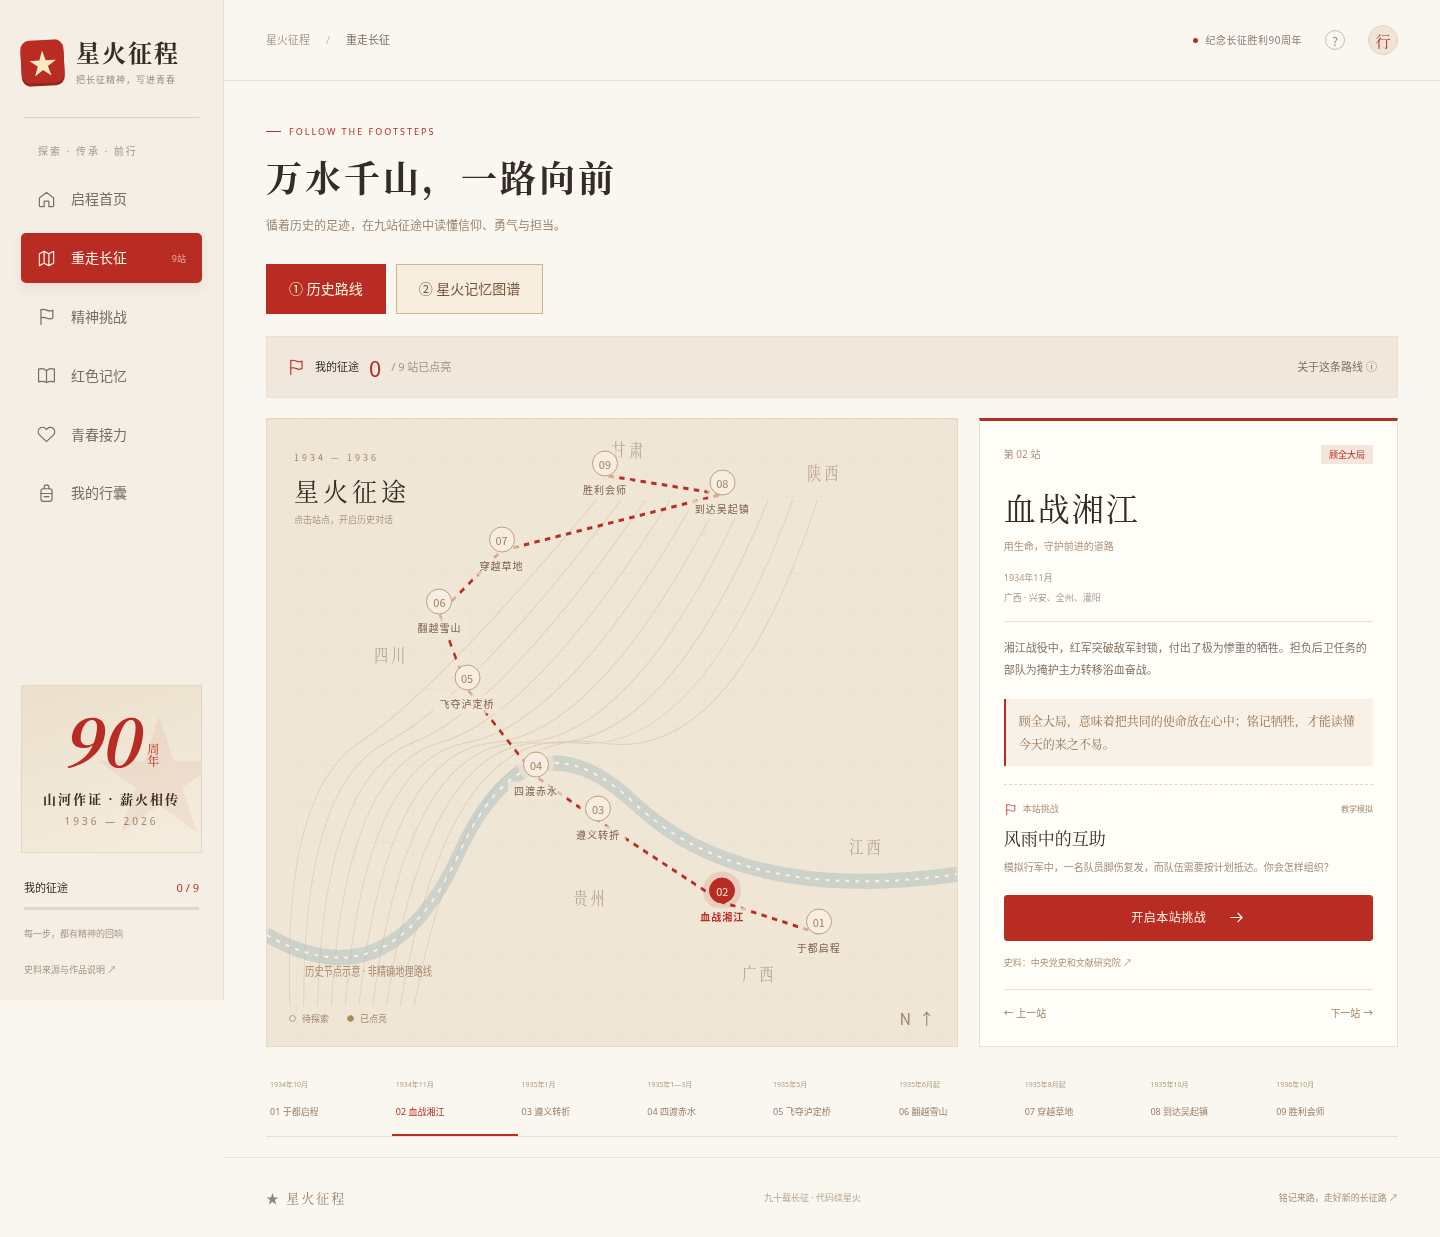 星火征程
把长征精神，写进青春
探索 · 传承 · 前行
启程首页
重走长征 9站
精神挑战
红色记忆
青春接力
我的行囊
90 周年
山河作证 · 薪火相传
1936 — 2026
我的征途 0 / 9
每一步，都有精神的回响
史料来源与作品说明 ↗
星火征程 / 重走长征
纪念长征胜利90周年 ? 行
FOLLOW THE FOOTSTEPS
万水千山，一路向前
循着历史的足迹，在九站征途中读懂信仰、勇气与担当。
① 历史路线 ② 星火记忆图谱
我的征途 0 / 9 站已点亮 关于这条路线 ⓘ
1934 — 1936
星火征途
点击站点，开启历史对话
甘肃
陕西
09
胜利会师
08
到达吴起镇
07
穿越草地
06
翻越雪山
四川
05
飞夺泸定桥
04
四渡赤水
03
遵义转折
江西
贵州
02
血战湘江
01
于都启程
广西
历史节点示意 · 非精确地理路线
待探索 已点亮
N ↑
第 02 站 顾全大局
血战湘江
用生命，守护前进的道路
1934年11月
广西 · 兴安、全州、灌阳
湘江战役中，红军突破敌军封锁，付出了极为惨重的牺牲。担负后卫任务的
部队为掩护主力转移浴血奋战。
顾全大局，意味着把共同的使命放在心中；铭记牺牲，才能读懂
今天的来之不易。
本站挑战 教学模拟
风雨中的互助
模拟行军中，一名队员脚伤复发，而队伍需要按计划抵达。你会怎样组织？
开启本站挑战 →
史料：中央党史和文献研究院 ↗
← 上一站 下一站 →
1934年10月 1934年11月 1935年1月 1935年1—3月 1935年5月 1935年6月起 1935年8月起 1935年10月 1936年10月
01 于都启程 02 血战湘江 03 遵义转折 04 四渡赤水 05 飞夺泸定桥 06 翻越雪山 07 穿越草地 08 到达吴起镇 09 胜利会师
★ 星火征程 九十载长征 · 代码续星火 铭记来路，走好新的长征路 ↗